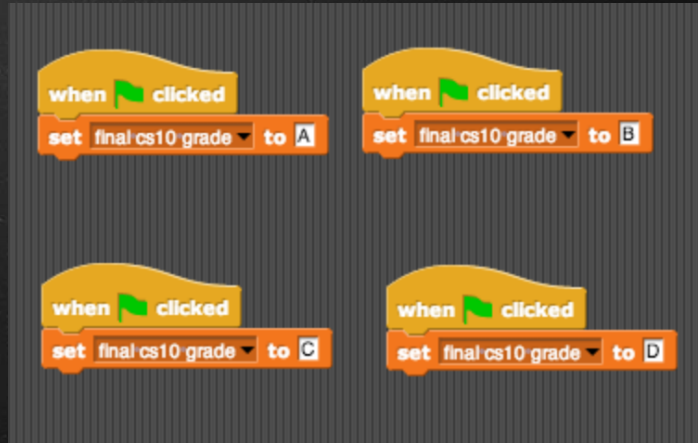 when clicked
set final cs10 grade to A
when clicked
set final cs10 grade to B
when clicked
set final cs10 grade to C
when clicked
set final cs10 grade to D